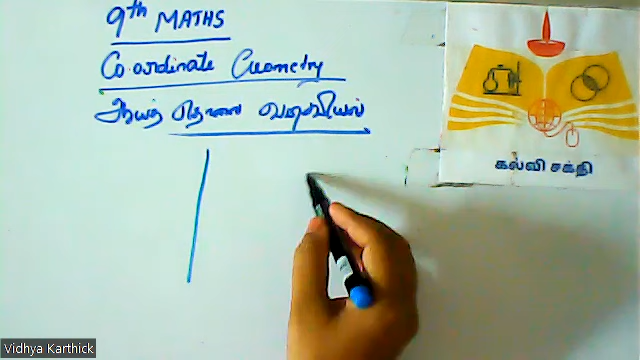 9th MATHS
Co-ordinate Geometry
ஆயத் தொலை வடிவியல்
கல்வி சக்தி
Vidhya Karthick